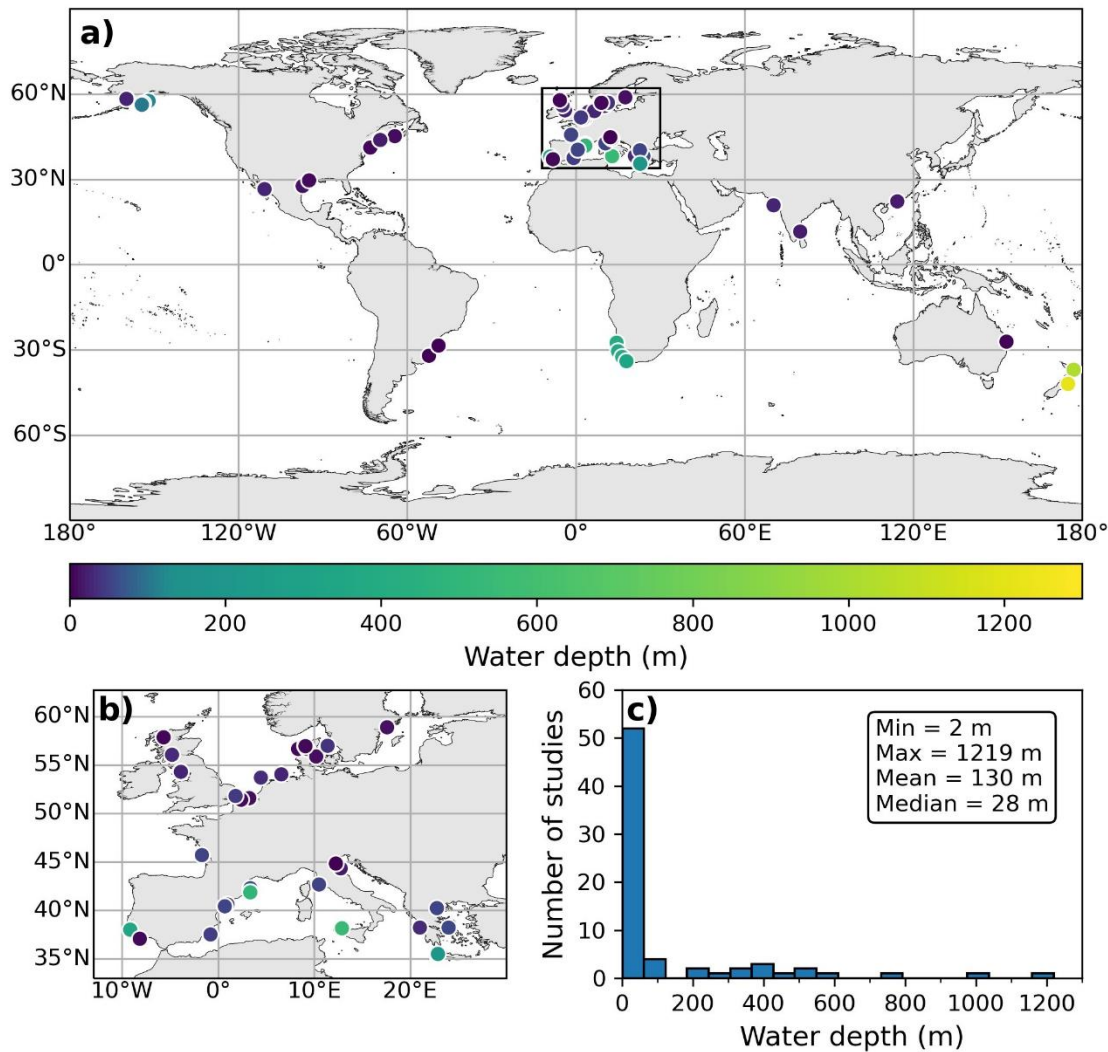 a)
60°N
30°N
0°
30°S
60°S
180° 120°W 60°W 0° 60°E 120°E 180°
0 200 400 600 800 1000 1200
Water depth (m)
b)
60°N
55°N
50°N
45°N
40°N
35°N
10°W 0° 10°E 20°E
c)
Number of studies
60
50
40
30
20
10
0
Min = 2 m
Max = 1219 m
Mean = 130 m
Median = 28 m
0 200 400 600 800 1000 1200
Water depth (m)